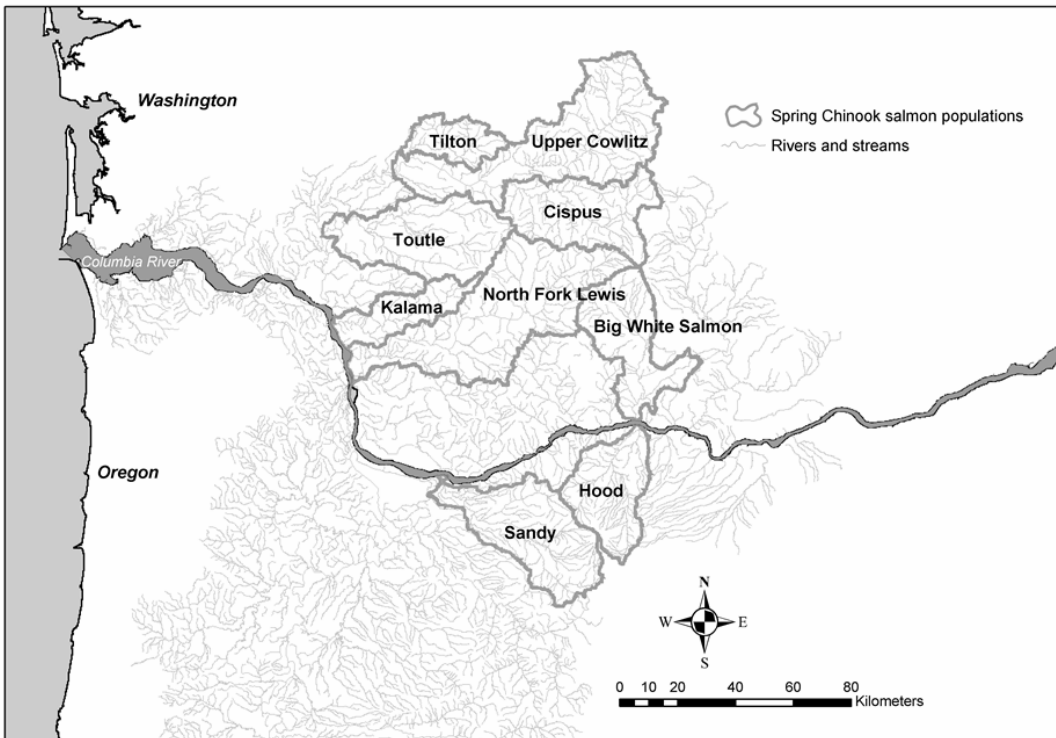 Washington
Spring Chinook salmon populations
Rivers and streams
Tilton
Upper Cowlitz
Cispus
Toutle
Columbia River
Kalama
North Fork Lewis
Big White Salmon
Oregon
Hood
Sandy
N
W
E
S
0 10 20 40 60 80
Kilometers